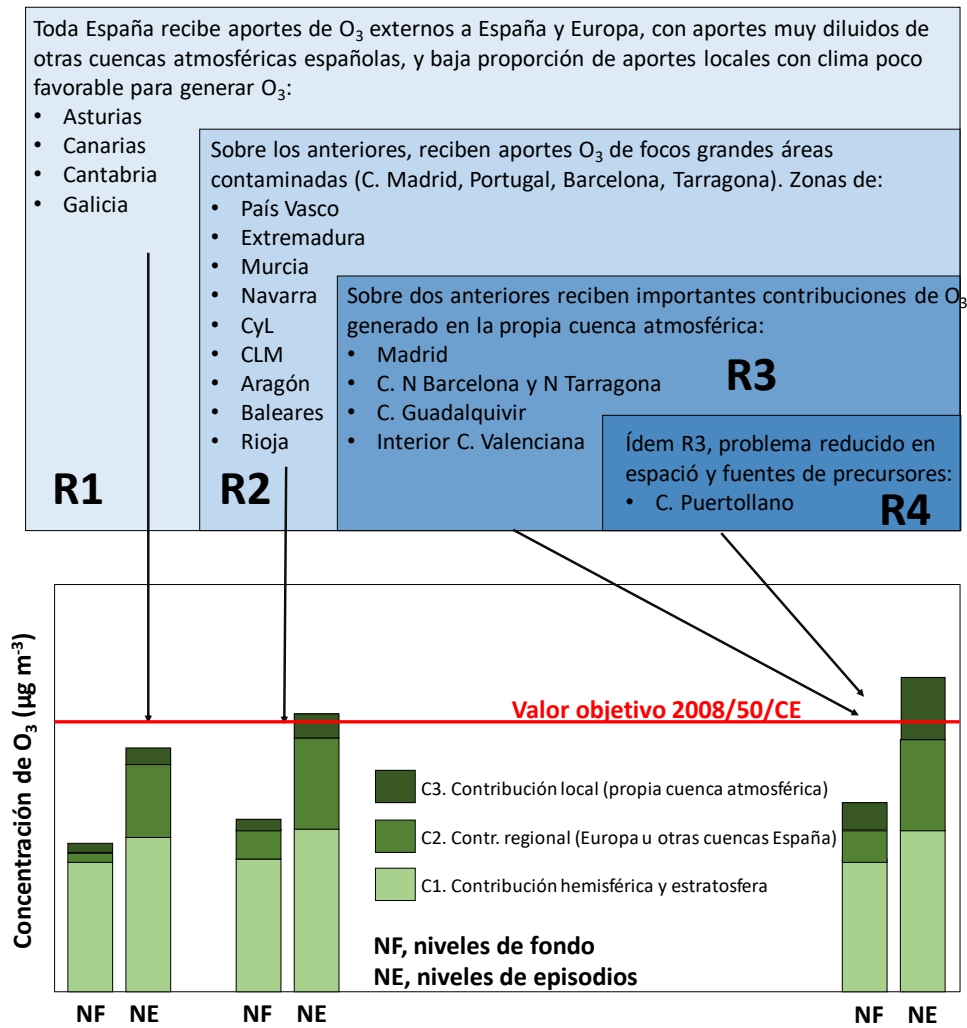 Toda España recibe aportes de O3 externos a España y Europa, con aportes muy diluidos de
otras cuencas atmosféricas españolas, y baja proporción de aportes locales con clima poco
favorable para generar O3:
• Asturias
• Canarias
• Cantabria
• Galicia
R1
Sobre los anteriores, reciben aportes O3 de focos grandes áreas
contaminadas (C. Madrid, Portugal, Barcelona, Tarragona). Zonas de:
• País Vasco
• Extremadura
• Murcia
• Navarra
• CyL
• CLM
• Aragón
• Baleares
• Rioja
R2
Sobre dos anteriores reciben importantes contribuciones de O3
generado en la propia cuenca atmosférica:
• Madrid
• C. N Barcelona y N Tarragona
• C. Guadalquivir
• Interior C. Valenciana
R3
Ídem R3, problema reducido en
espació y fuentes de precursores:
• C. Puertollano
R4
Concentración de O3 (µg m-3)
Valor objetivo 2008/50/CE
C3. Contribución local (propia cuenca atmosférica)
C2. Contr. regional (Europa u otras cuencas España)
C1. Contribución hemisférica y estratosfera
NF, niveles de fondo
NE, niveles de episodios
NF NE NF NE NF NE